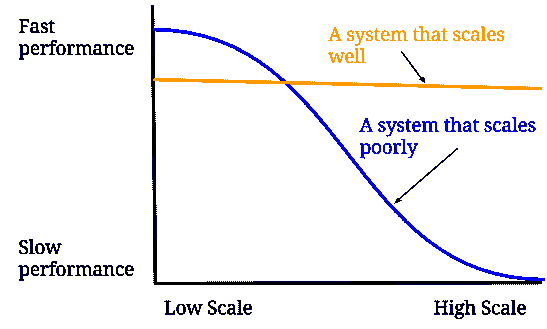 Fast
performance
A system that scales
well
A system that scales
poorly
Slow
performance
Low Scale
High Scale